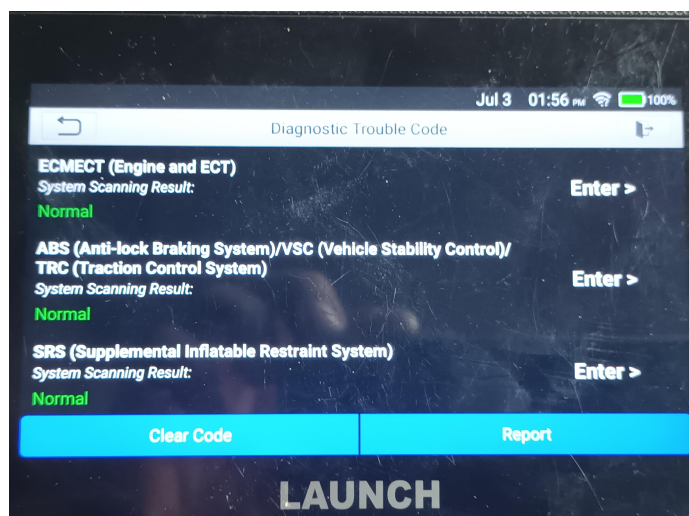 Jul 3 01:56 PM 100%
Diagnostic Trouble Code
ECMECT (Engine and ECT)
System Scanning Result:
Enter >
Normal
ABS (Anti-lock Braking System)/VSC (Vehicle Stability Control)/
TRC (Traction Control System)
System Scanning Result:
Enter >
Normal
SRS (Supplemental Inflatable Restraint System)
System Scanning Result:
Enter >
Normal
Clear Code
Report
LAUNCH